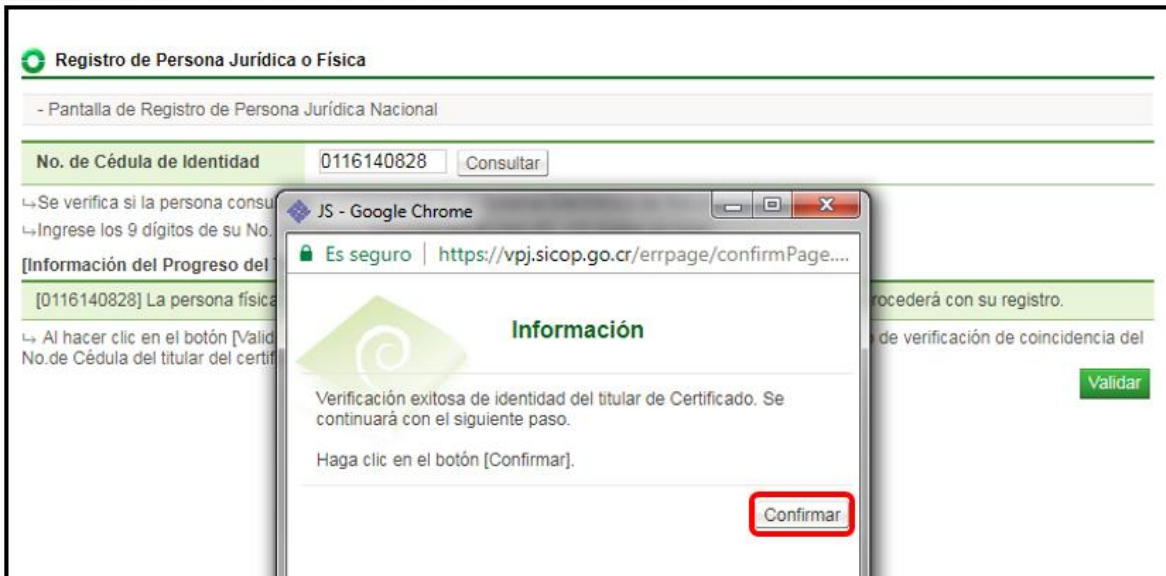 Registro de Persona Jurídica o Física
- Pantalla de Registro de Persona Jurídica Nacional
No. de Cédula de Identidad 0116140828 Consultar
↳Se verifica si la persona consu
↳Ingrese los 9 dígitos de su No.
[Información del Progreso del
[0116140828] La persona física rocederá con su registro.
↳ Al hacer clic en el botón [Valid de verificación de coincidencia del
No.de Cédula del titular del certif
Validar
JS - Google Chrome
Es seguro | https://vpj.sicop.go.cr/errpage/confirmPage....
Información
Verificación exitosa de identidad del titular de Certificado. Se
continuará con el siguiente paso.
Haga clic en el botón [Confirmar].
Confirmar